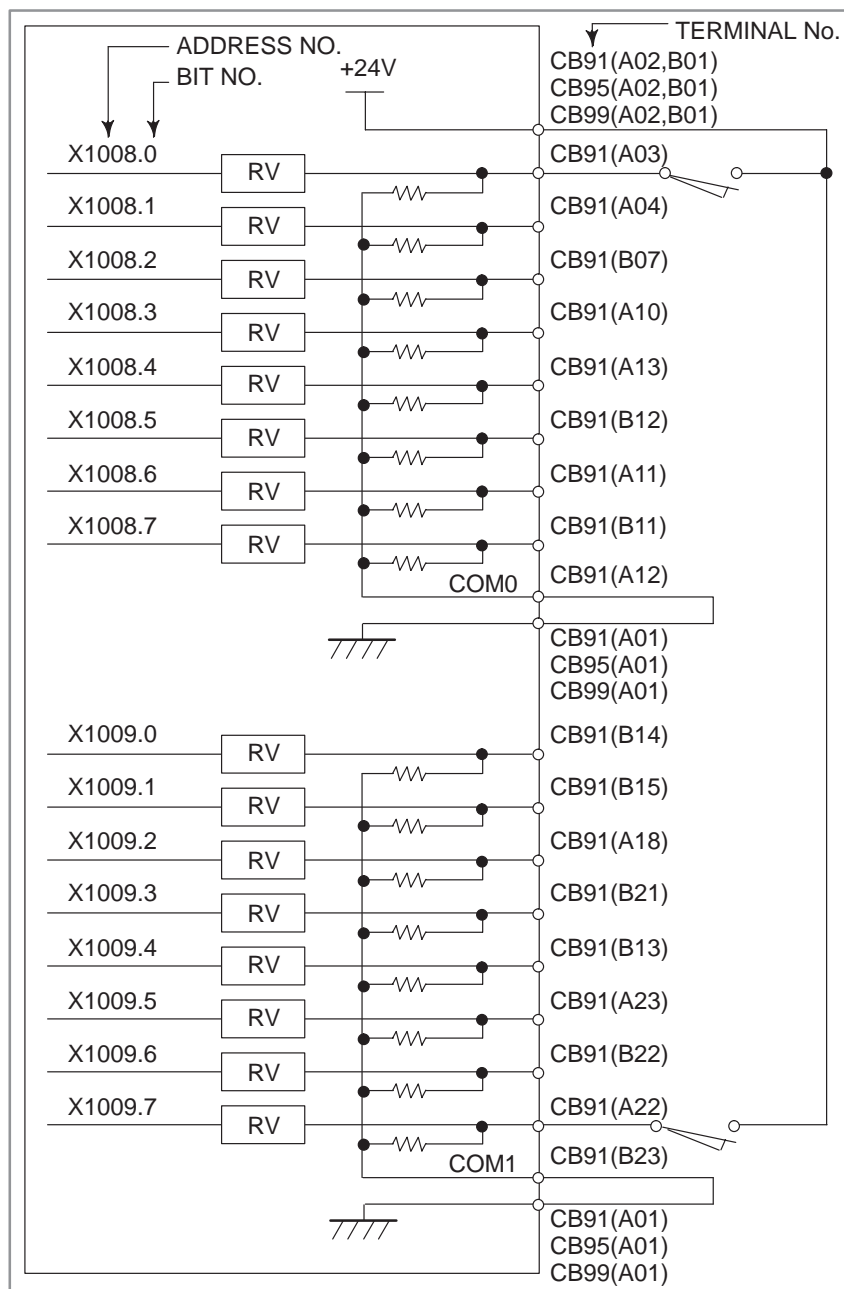 ADDRESS NO.
BIT NO.
+24V
TERMINAL No.
CB91(A02,B01)
CB95(A02,B01)
CB99(A02,B01)
X1008.0
RV
CB91(A03)
X1008.1
RV
CB91(A04)
X1008.2
RV
CB91(B07)
X1008.3
RV
CB91(A10)
X1008.4
RV
CB91(A13)
X1008.5
RV
CB91(B12)
X1008.6
RV
CB91(A11)
X1008.7
RV
CB91(B11)
COM0
CB91(A12)
CB91(A01)
CB95(A01)
CB99(A01)
X1009.0
RV
CB91(B14)
X1009.1
RV
CB91(B15)
X1009.2
RV
CB91(A18)
X1009.3
RV
CB91(B21)
X1009.4
RV
CB91(B13)
X1009.5
RV
CB91(A23)
X1009.6
RV
CB91(B22)
X1009.7
RV
CB91(A22)
COM1
CB91(B23)
CB91(A01)
CB95(A01)
CB99(A01)